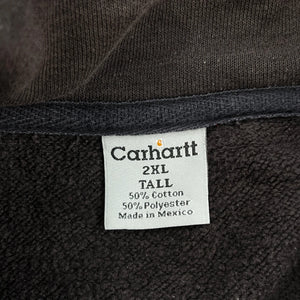 Carhartt
2XL
TALL
50% Cotton
50% Polyester
Made in Mexico